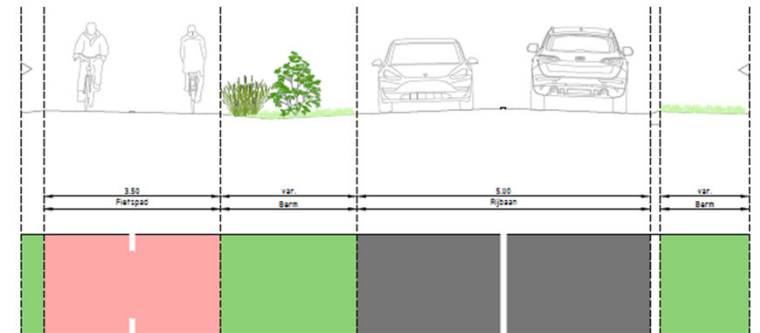 3.50
Fietspad
var.
Berm
5.00
Rijbaan
var.
Berm